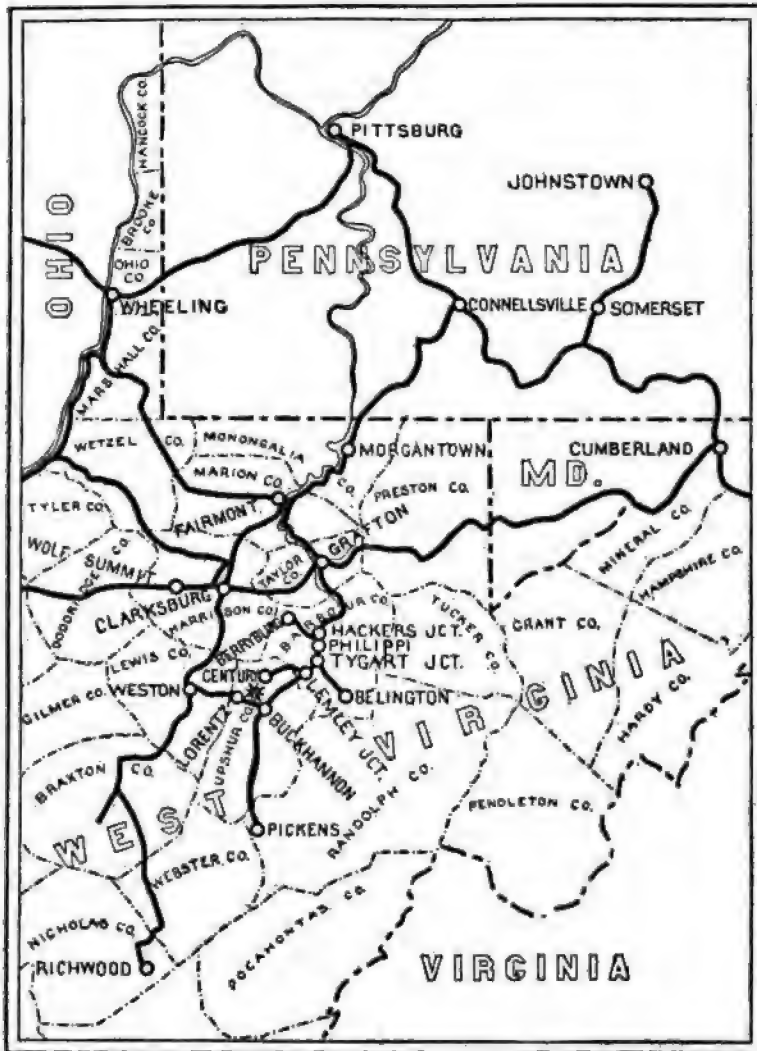 HANCOCK CO.
PITTSBURG
JOHNSTOWN
BROOKE CO
OHIO
PENNSYLVANIA
OHIO CO
WHEELING
CONNELLSVILLE
SOMERSET
MARSHALL CO.
WETZEL CO.
MONONGALIA CO.
MORGANTOWN
CUMBERLAND
MARION CO.
PRESTON CO.
MD.
TYLER CO.
FAIRMONT
GRAFTON
MINERAL CO.
WOLF SUMMIT
HAMPSHIRE CO.
DODDRIDGE CO.
TAYLOR CO.
CLARKSBURG
HARRISON CO.
BARBOUR CO.
TUCKER CO.
GRANT CO.
BERRYBURG
HACKERS JCT.
PHILIPPI
TYGART JCT.
LEWIS CO.
CENTURY
WESTON
BELINGTON
GILMER CO.
LEMLEY JCT.
HARDY CO.
LORENTZ
UPSHUR CO.
BUCKHANNON
WEST VIRGINIA
BRAXTON CO.
RANDOLPH CO.
PENDLETON CO.
PICKENS
WEBSTER CO.
NICHOLAS CO.
POCAHONTAS CO.
RICHWOOD
VIRGINIA